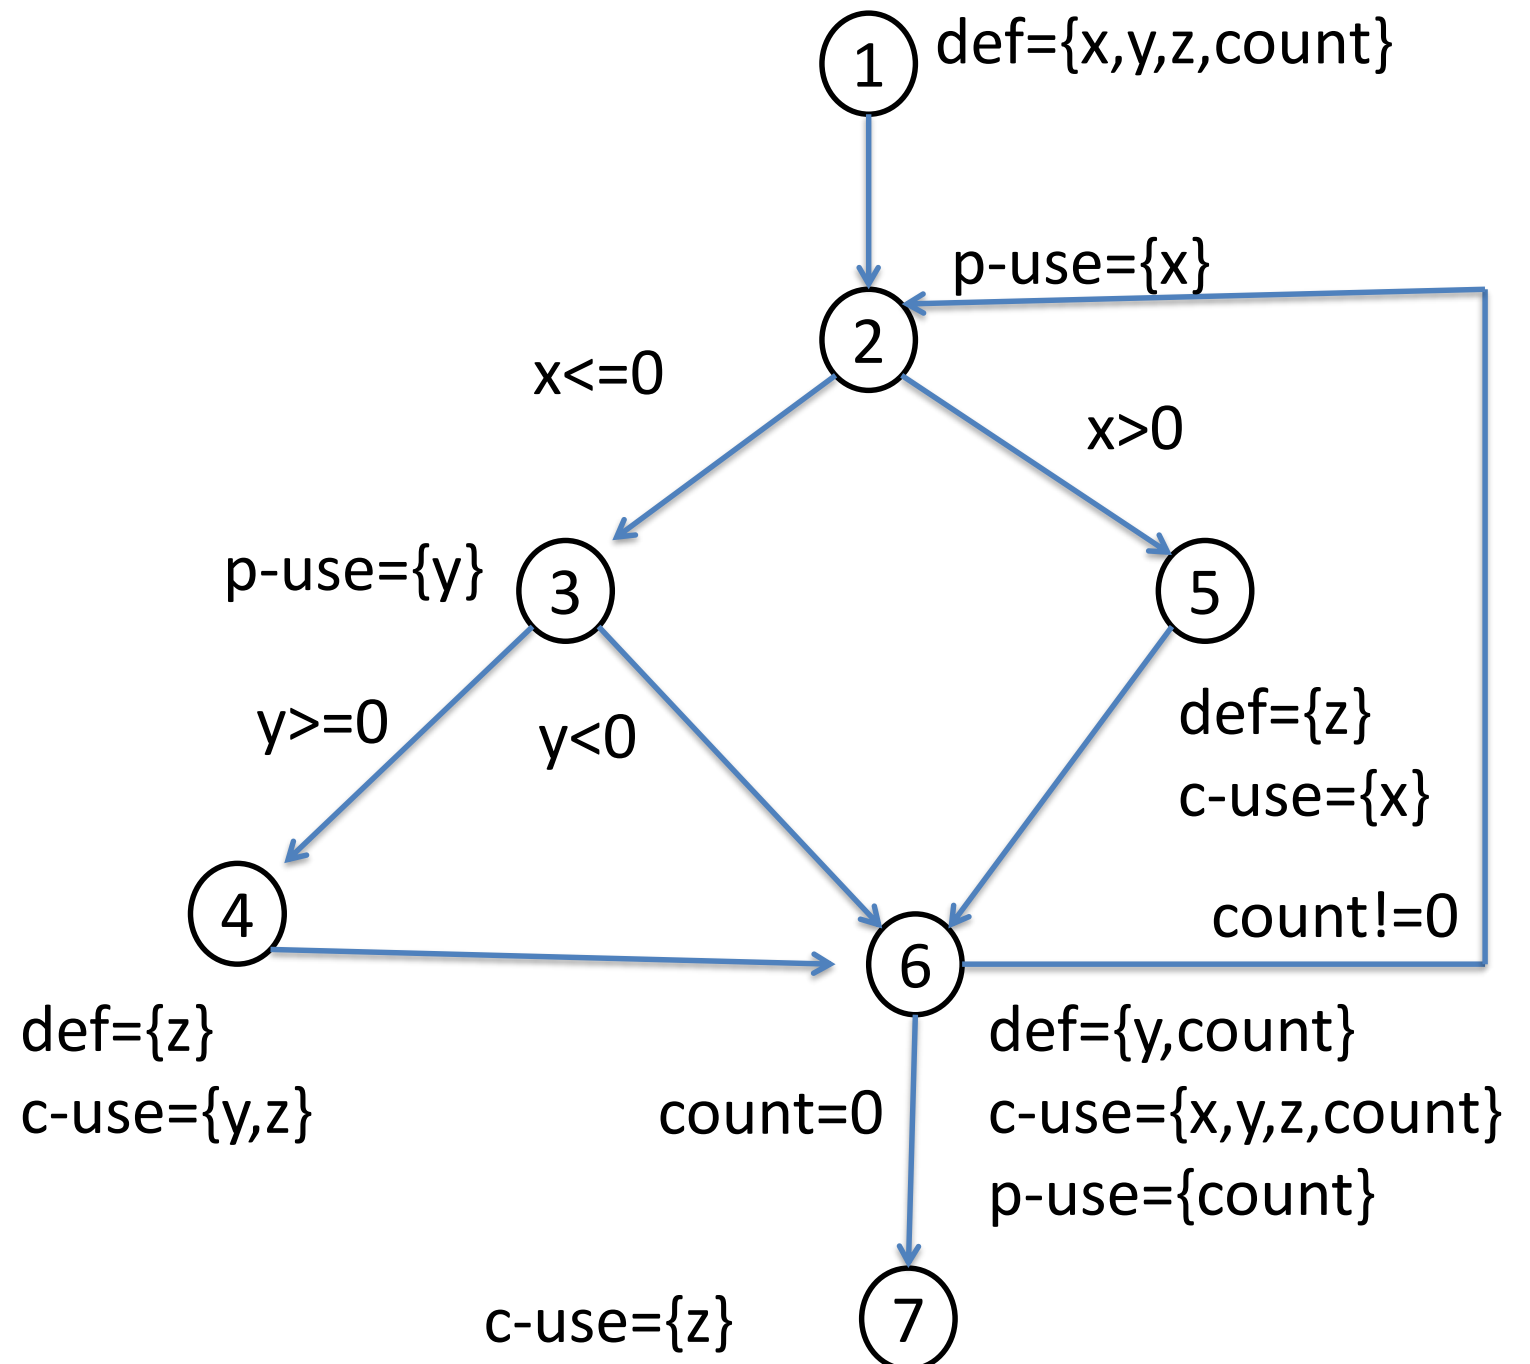 1
def={x,y,z,count}
p-use={x}
2
x<=0
x>0
p-use={y}
3
5
y>=0
y<0
def={z}
c-use={x}
4
count!=0
6
def={z}
c-use={y,z}
def={y,count}
count=0
c-use={x,y,z,count}
p-use={count}
c-use={z}
7